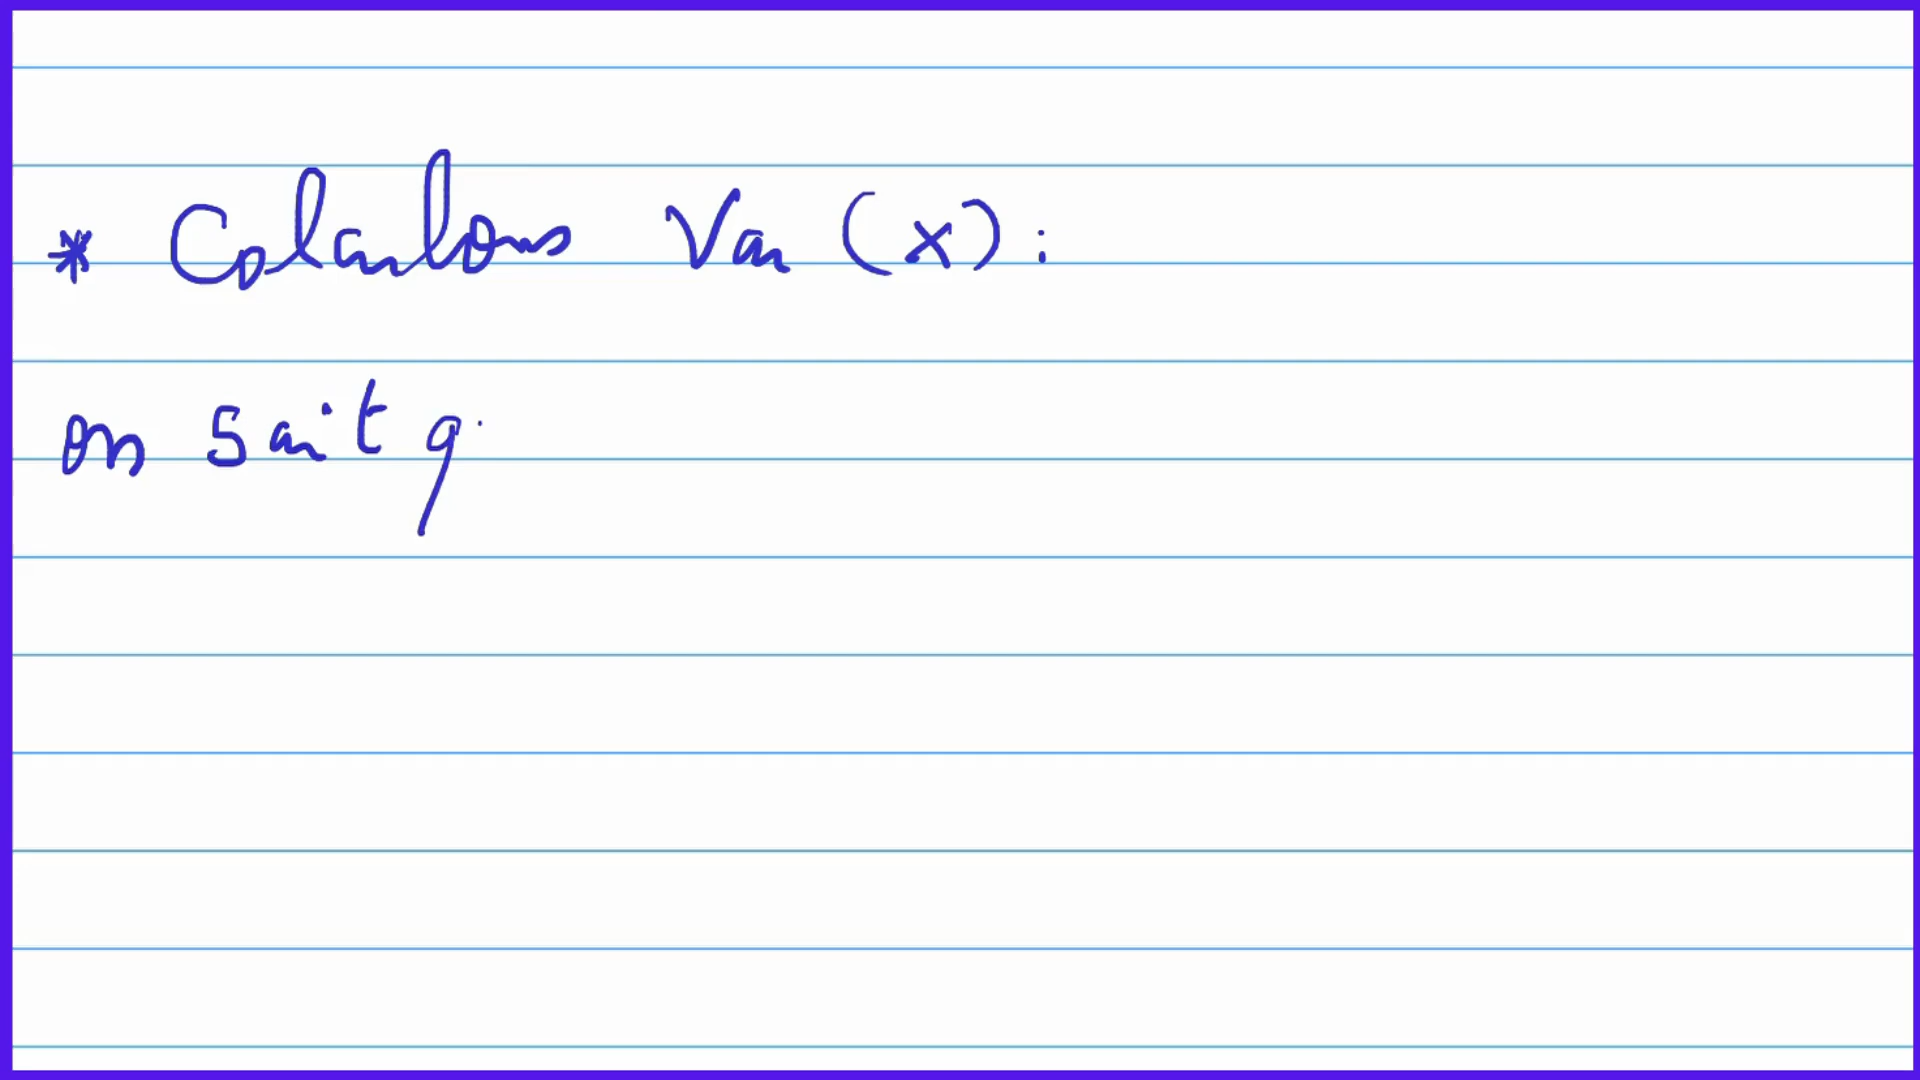 * Calculons Var (x) :
on sait q